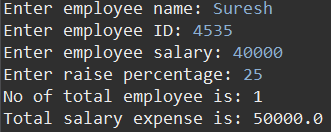 Enter employee name: Suresh
Enter employee ID: 4535
Enter employee salary: 40000
Enter raise percentage: 25
No of total employee is: 1
Total salary expense is: 50000.0